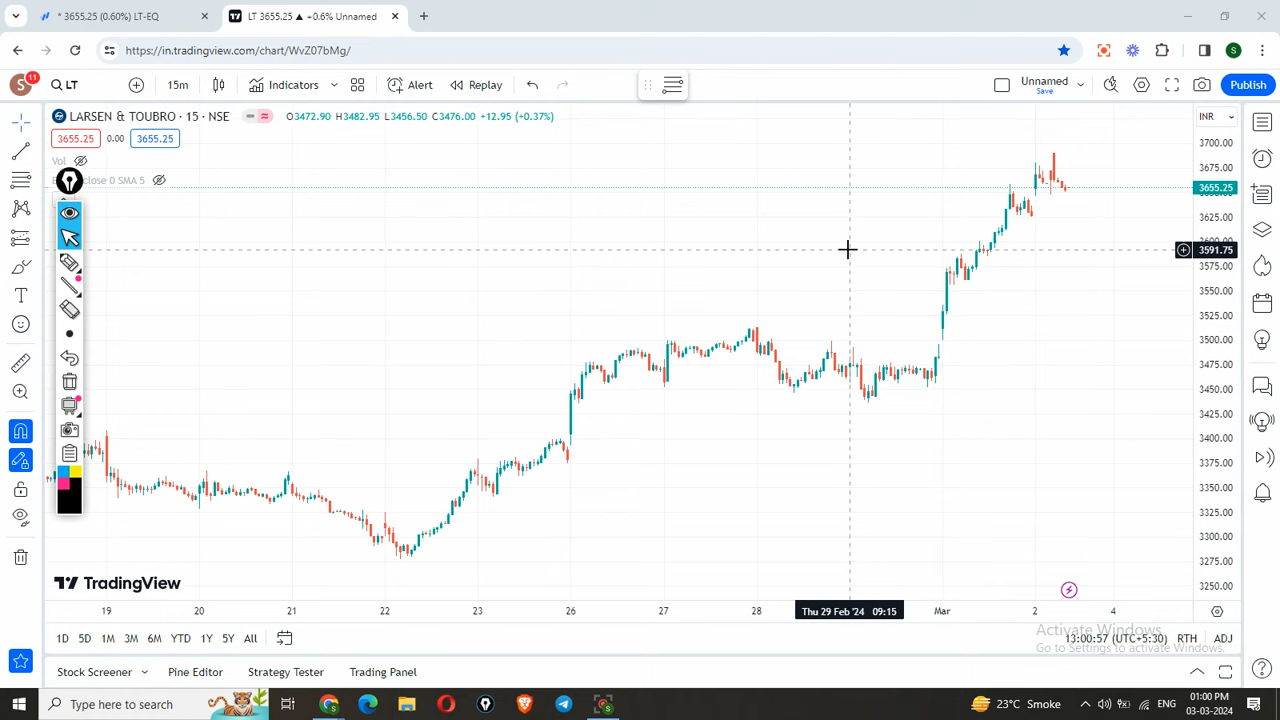 * 3655.25 (0.60%) LT-EQ
LT 3655.25 ▲ +0.6% Unnamed
https://in.tradingview.com/chart/WvZ07bMg/
S
S
11
LT
15m
Indicators
Alert
Replay
Unnamed
Save
Publish
LARSEN & TOUBRO · 15 · NSE
O3472.90 H3482.95 L3456.50 C3476.00 +12.95 (+0.37%)
INR
3655.25
0.00
3655.25
Vol
close 0 SMA 5
3700.00
3675.00
3655.25
3625.00
3591.75
3575.00
3550.00
3525.00
3500.00
3475.00
3450.00
3425.00
3400.00
3375.00
3350.00
3325.00
3300.00
3275.00
3250.00
TradingView
19
20
21
22
23
26
27
28
Thu 29 Feb '24 09:15
Mar
2
4
1D
5D
1M
3M
6M
YTD
1Y
5Y
All
Activate Windows
Go to Settings to activate Windows.
13:00:57 (UTC+5:30)
RTH
ADJ
Stock Screener
Pine Editor
Strategy Tester
Trading Panel
Type here to search
23°C Smoke
ENG
01:00 PM
03-03-2024